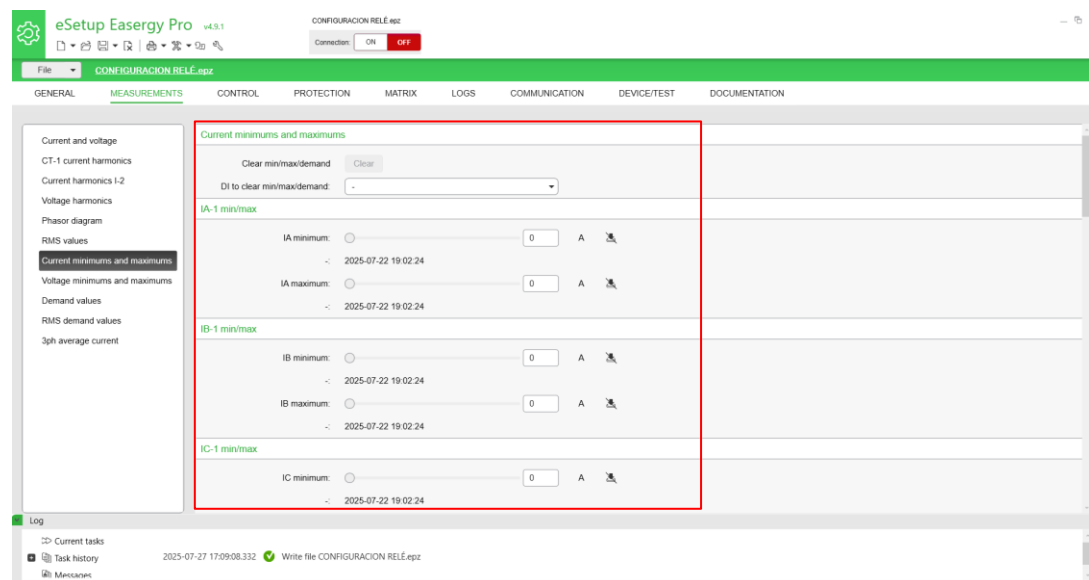 eSetup Easergy Pro v4.9.1
CONFIGURACION RELÉ.epz
Connection: ON OFF
File CONFIGURACION RELÉ.epz
GENERAL MEASUREMENTS CONTROL PROTECTION MATRIX LOGS COMMUNICATION DEVICE/TEST DOCUMENTATION
Current and voltage
CT-1 current harmonics
Current harmonics I-2
Voltage harmonics
Phasor diagram
RMS values
Current minimums and maximums
Voltage minimums and maximums
Demand values
RMS demand values
3ph average current
Current minimums and maximums
Clear min/max/demand Clear
DI to clear min/max/demand: -
IA-1 min/max
IA minimum: 0 A
-: 2025-07-22 19:02:24
IA maximum: 0 A
-: 2025-07-22 19:02:24
IB-1 min/max
IB minimum: 0 A
-: 2025-07-22 19:02:24
IB maximum: 0 A
-: 2025-07-22 19:02:24
IC-1 min/max
IC minimum: 0 A
-: 2025-07-22 19:02:24
Log
Current tasks
Task history
Messages
2025-07-27 17:09:08.332 Write file CONFIGURACION RELÉ.epz